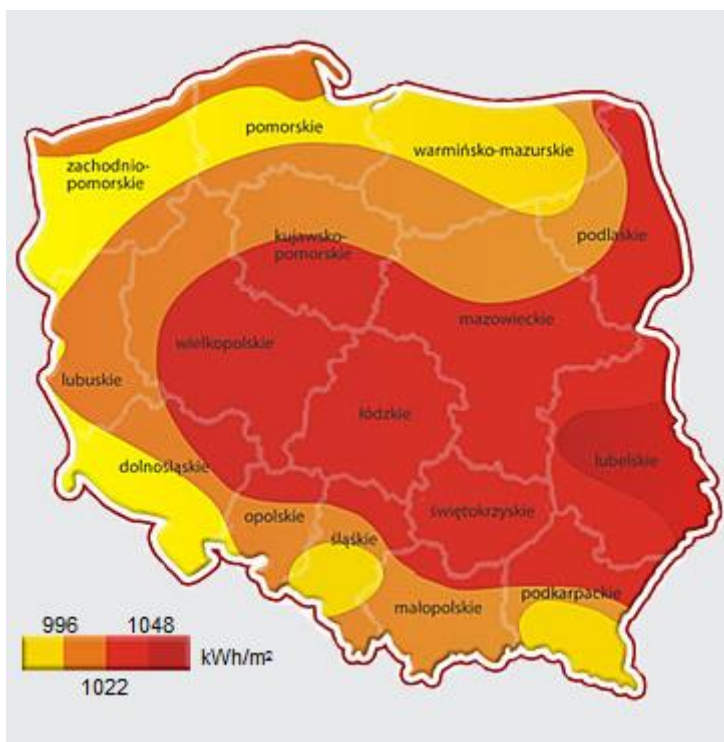 pomorskie
warmińsko-mazurskie
zachodnio-
pomorskie
kujawsko-
pomorskie
podlaskie
mazowieckie
wielkopolskie
lubuskie
łódzkie
dolnośląskie
lubelskie
opolskie
świętokrzyskie
śląskie
podkarpackie
małopolskie
996 1048
kWh/m²
1022